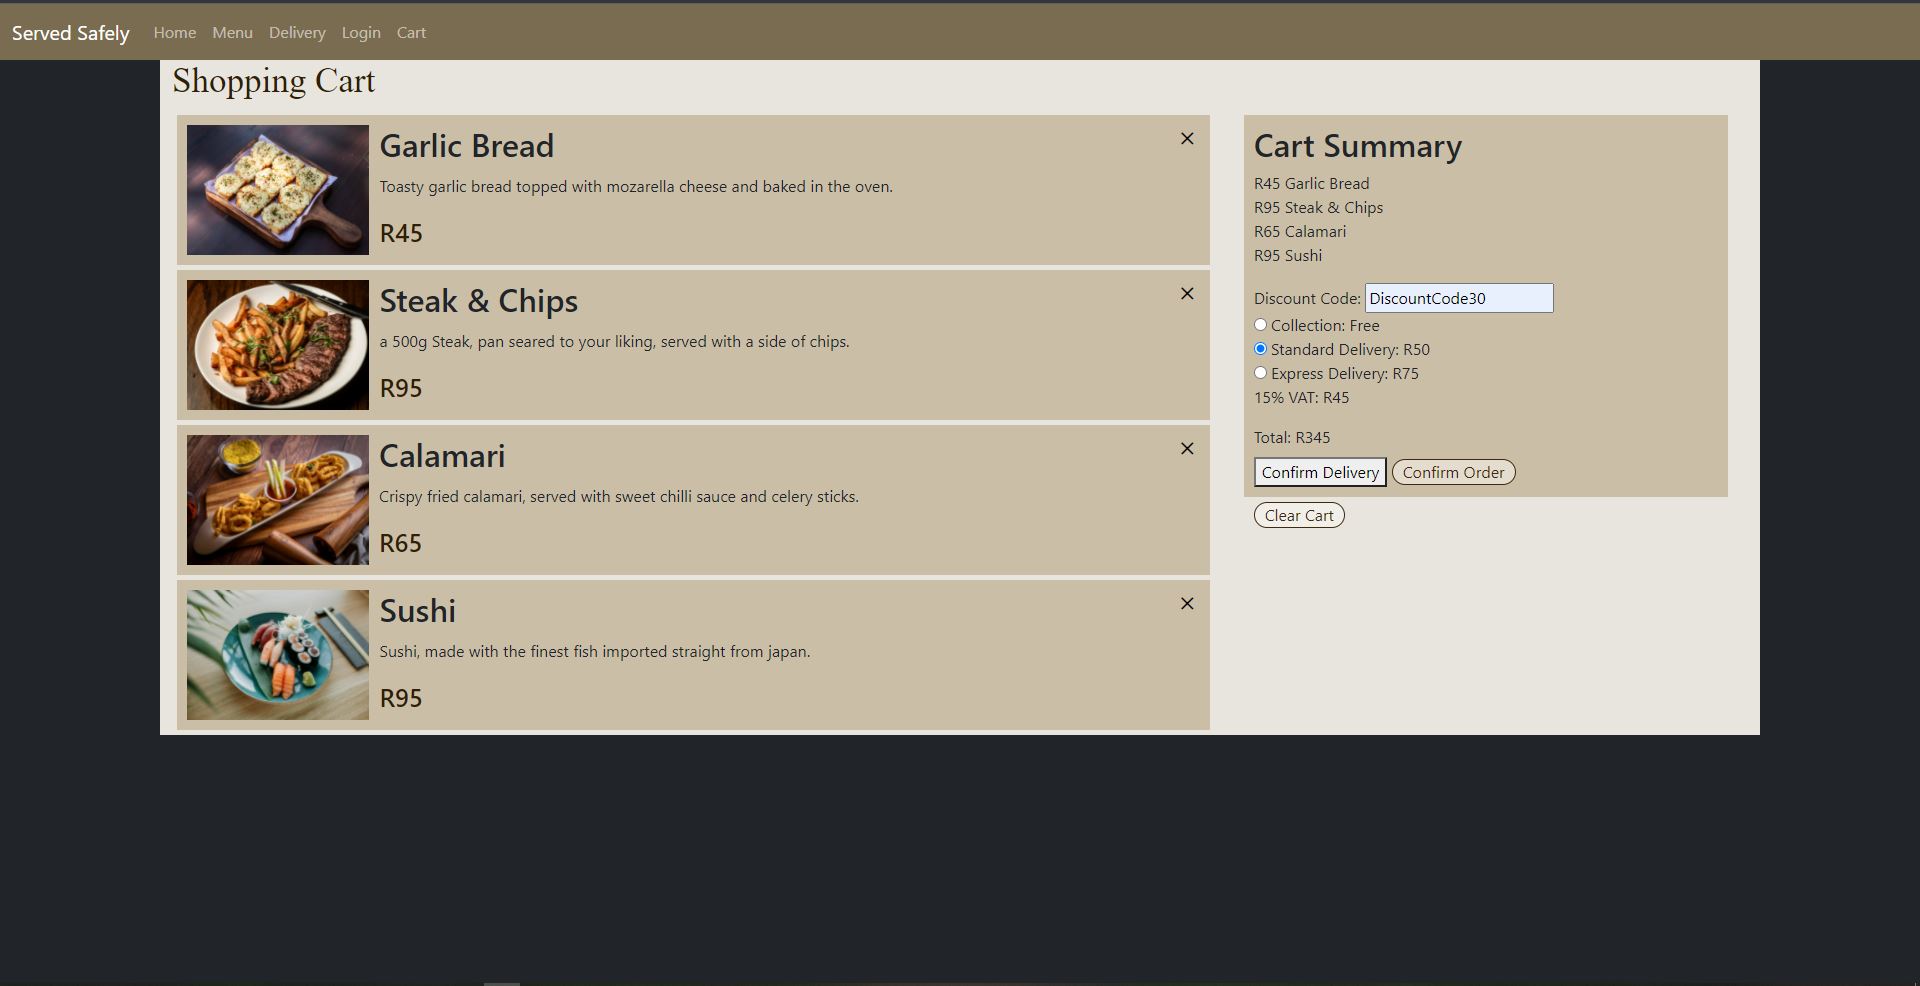 Served Safely Home Menu Delivery Login Cart
Shopping Cart
Garlic Bread
Toasty garlic bread topped with mozarella cheese and baked in the oven.
R45
Steak & Chips
a 500g Steak, pan seared to your liking, served with a side of chips.
R95
Calamari
Crispy fried calamari, served with sweet chilli sauce and celery sticks.
R65
Sushi
Sushi, made with the finest fish imported straight from japan.
R95
Cart Summary
R45 Garlic Bread
R95 Steak & Chips
R65 Calamari
R95 Sushi
Discount Code: DiscountCode30
Collection: Free
Standard Delivery: R50
Express Delivery: R75
15% VAT: R45
Total: R345
Confirm Delivery Confirm Order
Clear Cart